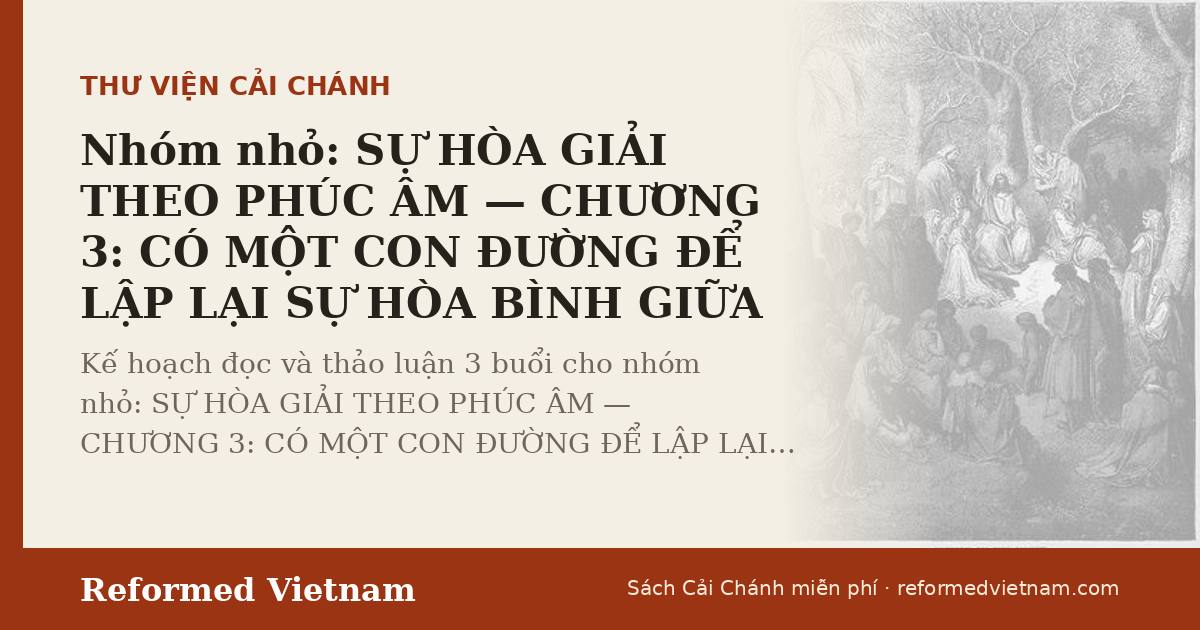 THƯ VIỆN CẢI CHÁNH
Nhóm nhỏ: SỰ HÒA GIẢI
THEO PHÚC ÂM — CHƯƠNG
3: CÓ MỘT CON ĐƯỜNG ĐỂ
LẬP LẠI SỰ HÒA BÌNH GIỮA
Kế hoạch đọc và thảo luận 3 buổi cho nhóm
nhỏ: SỰ HÒA GIẢI THEO PHÚC ÂM —
CHƯƠNG 3: CÓ MỘT CON ĐƯỜNG ĐỂ LẬP LẠI...
Reformed Vietnam
Sách Cải Chánh miễn phí · reformedvietnam.com